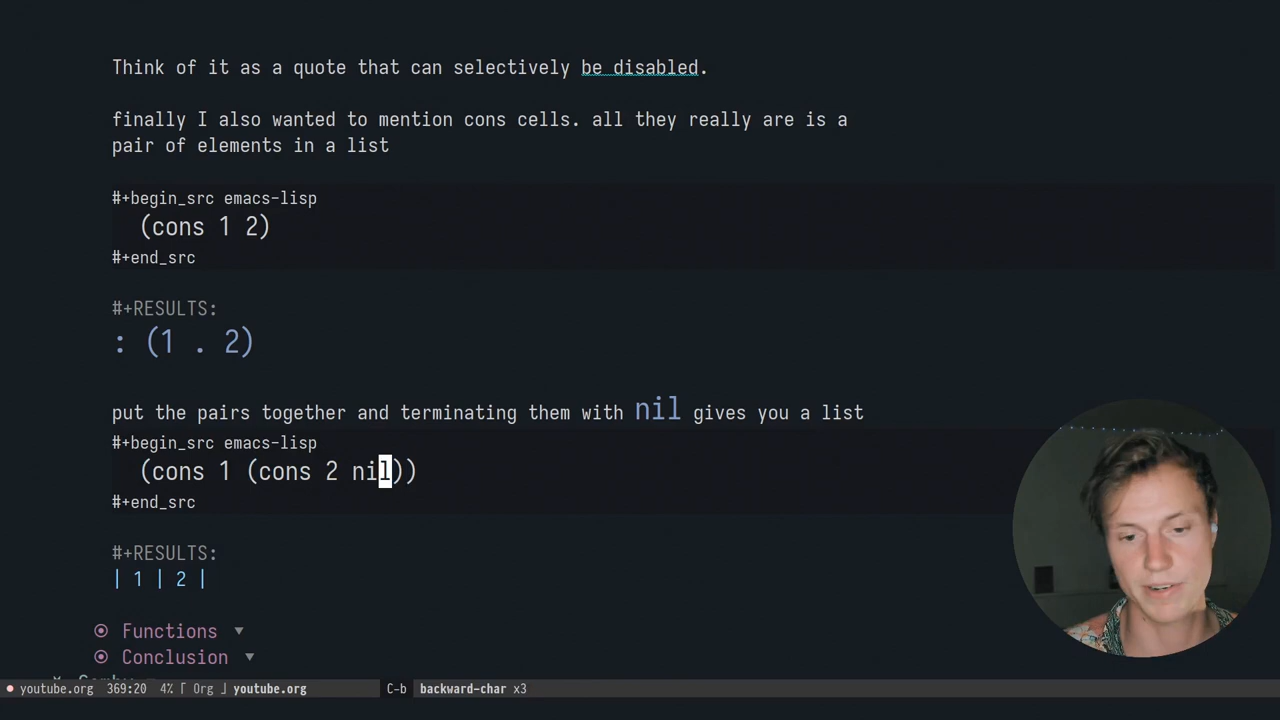 Think of it as a quote that can selectively be disabled.
finally I also wanted to mention cons cells. all they really are is a
pair of elements in a list
#+begin_src emacs-lisp
(cons 1 2)
#+end_src
#+RESULTS:
: (1 . 2)
put the pairs together and terminating them with nil gives you a list
#+begin_src emacs-lisp
(cons 1 (cons 2 nil))
#+end_src
#+RESULTS:
| 1 | 2 |
Functions
Conclusion
youtube.org 369:20 4% Org youtube.org C-b backward-char x3